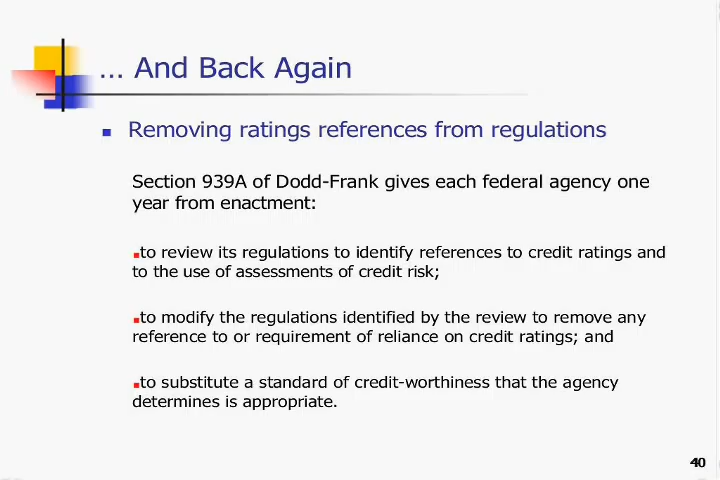 ... And Back Again
Removing ratings references from regulations
Section 939A of Dodd-Frank gives each federal agency one
year from enactment:
to review its regulations to identify references to credit ratings and
to the use of assessments of credit risk;
to modify the regulations identified by the review to remove any
reference to or requirement of reliance on credit ratings; and
to substitute a standard of credit-worthiness that the agency
determines is appropriate.
40